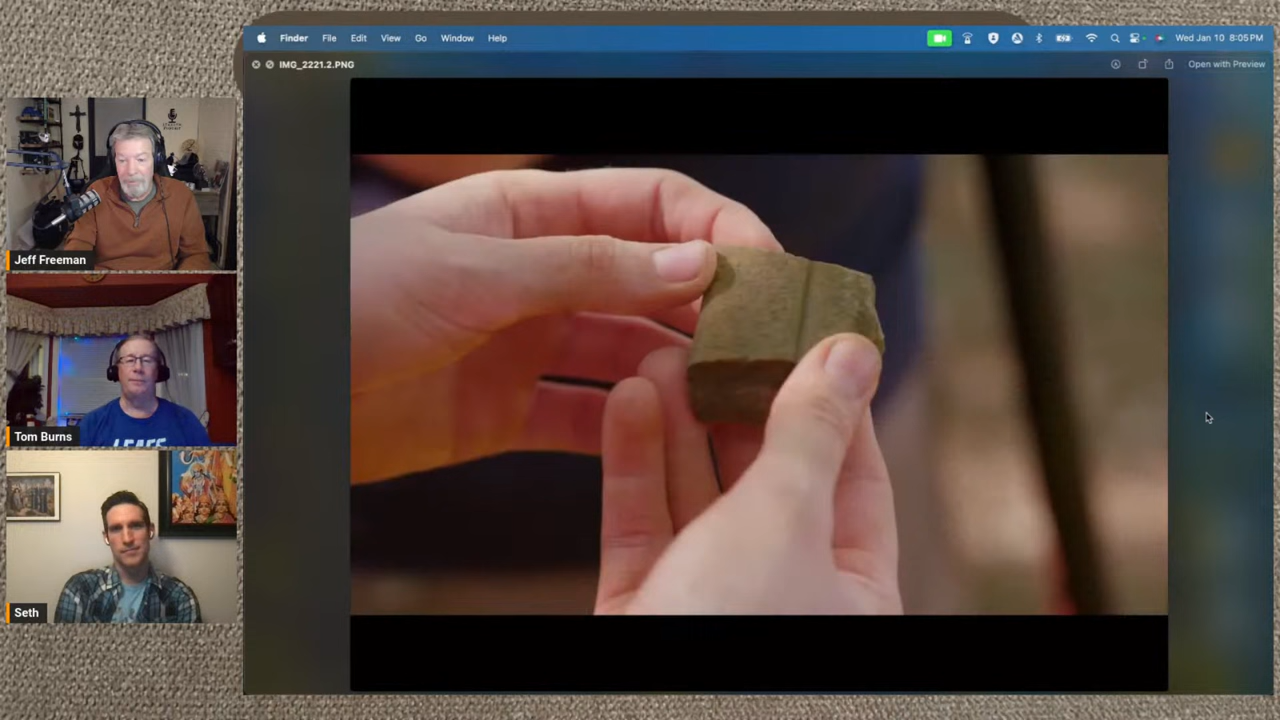 Finder File Edit View Go Window Help Wed Jan 10 8:05 PM
IMG_2221.2.PNG Open with Preview
Jeff Freeman
LEAFS
Tom Burns
Seth